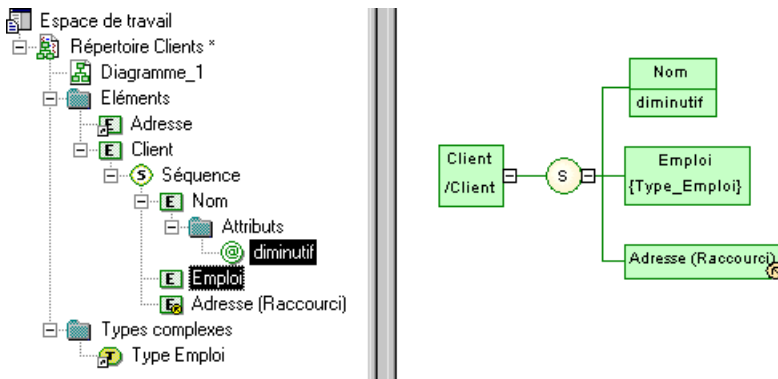 Espace de travail
Répertoire Clients *
Diagramme_1
Eléments
Adresse
Client
Séquence
Nom
Attributs
diminutif
Emploi
Adresse (Raccourci)
Types complexes
Type Emploi
Client
/Client
S
Nom
diminutif
Emploi
{Type_Emploi}
Adresse (Raccourci)